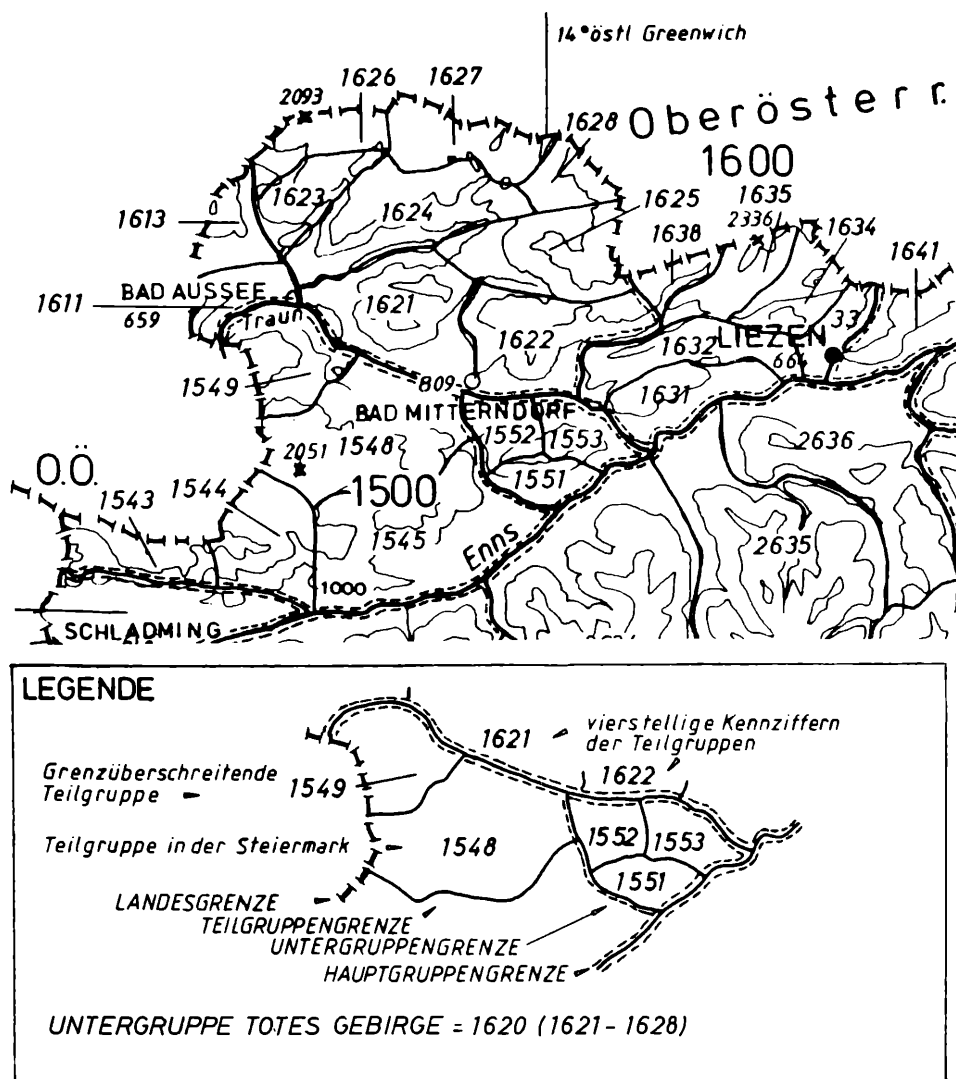 14° östl Greenwich
1626
1627
2093
1628
Oberösterr.
1600
1623
1625
1635
2336
1613
1624
1638
1634
1641
1611
BAD AUSSEE
659
Traun
1621
1622
33
LIEZEN
1632
664
1549
809
1631
BAD MITTERNDORF
1552
1553
2636
2051
1548
O.Ö.
1551
1543
1544
1500
1545
Enns
2635
1000
SCHLADMING
LEGENDE
1621
vierstellige Kennziffern
der Teilgruppen
1622
Grenzüberschreitende
Teilgruppe
1549
1552
1553
Teilgruppe in der Steiermark
1548
1551
LANDESGRENZE
TEILGRUPPENGRENZE
UNTERGRUPPENGRENZE
HAUPTGRUPPENGRENZE
UNTERGRUPPE TOTES GEBIRGE = 1620 (1621-1628)